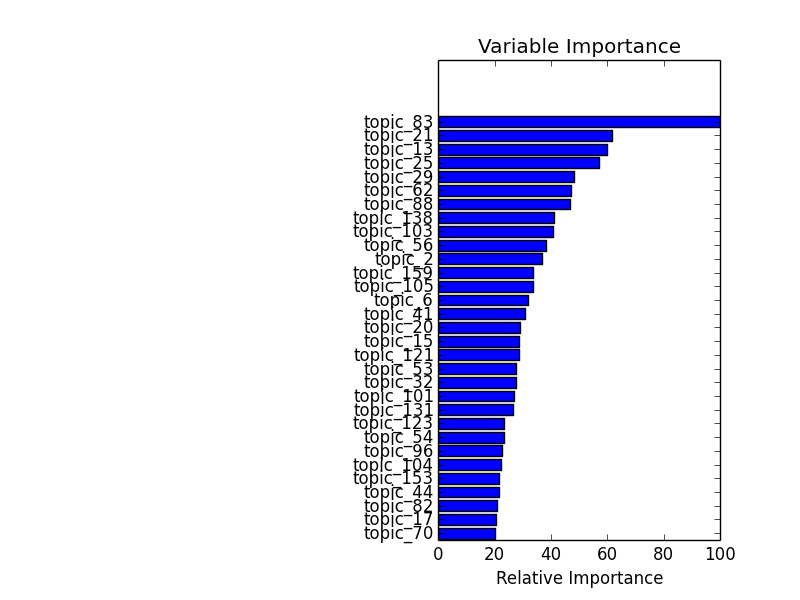 Variable Importance
topic_83
topic_21
topic_13
topic_25
topic_29
topic_62
topic_88
topic_138
topic_103
topic_56
topic_2
topic_159
topic_105
topic_6
topic_41
topic_20
topic_15
topic_121
topic_53
topic_32
topic_101
topic_131
topic_123
topic_54
topic_96
topic_104
topic_153
topic_44
topic_82
topic_17
topic_70
0 20 40 60 80 100
Relative Importance